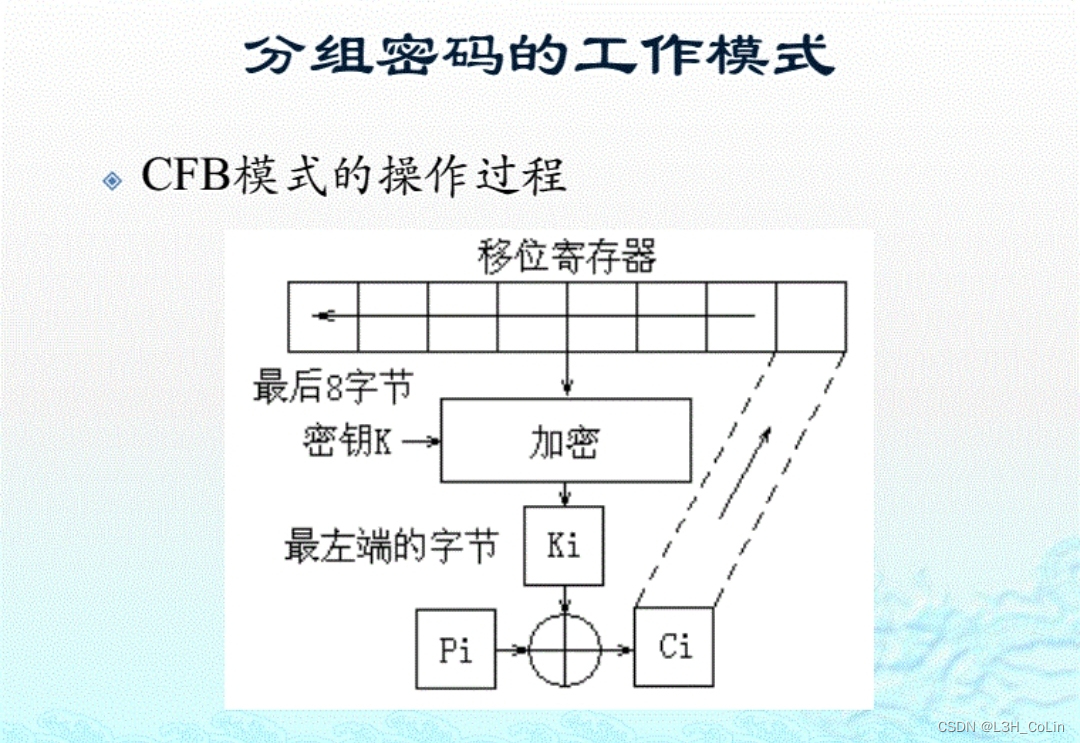 分组密码的工作模式
CFB模式的操作过程
移位寄存器
最后8字节
密钥K
加密
最左端的字节
Ki
Pi
Ci
CSDN @L3H_CoLin